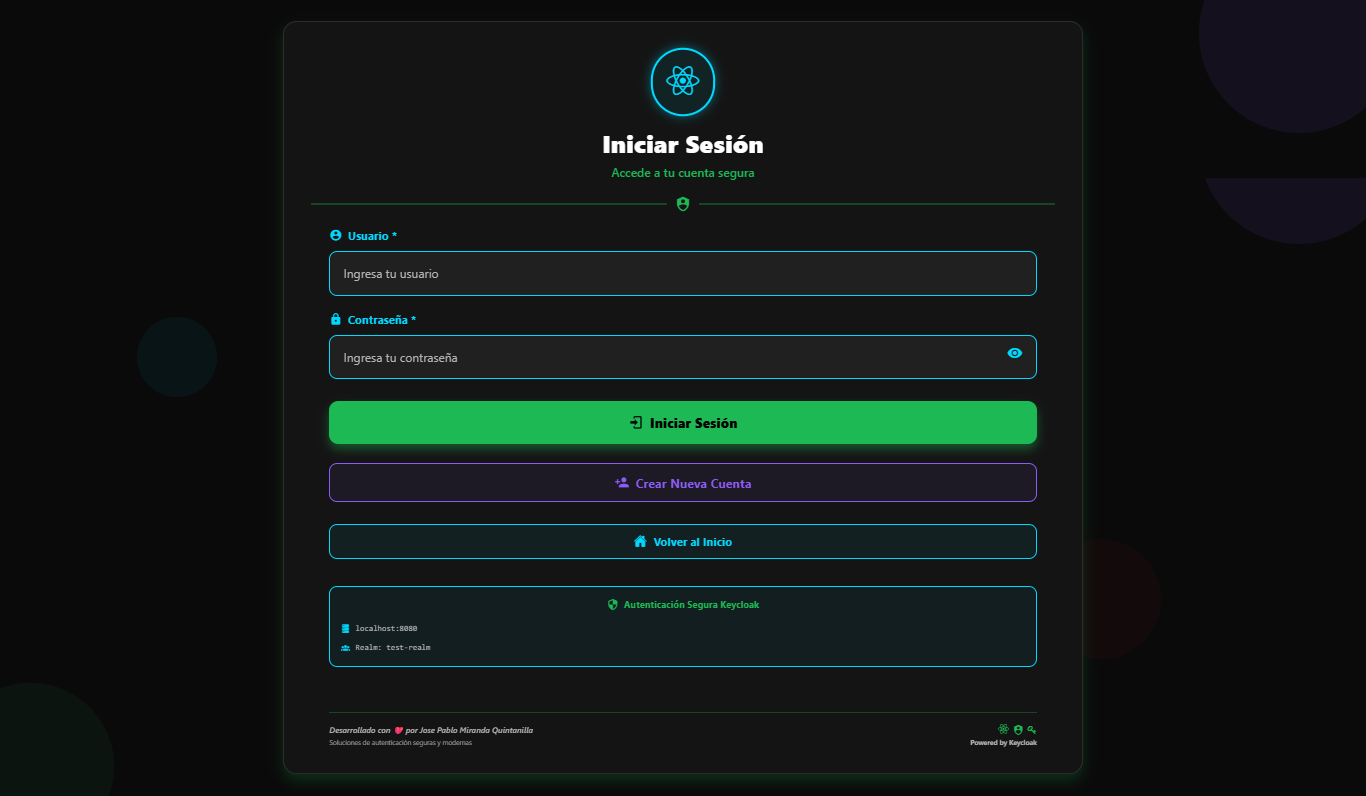 Iniciar Sesión
Accede a tu cuenta segura
Usuario *
Ingresa tu usuario
Contraseña *
Ingresa tu contraseña
Iniciar Sesión
Crear Nueva Cuenta
Volver al Inicio
Autenticación Segura Keycloak
localhost:8080
Realm: test-realm
Desarrollado con 💖 por Jose Pablo Miranda Quintanilla
Soluciones de autenticación seguras y modernas
Powered by Keycloak